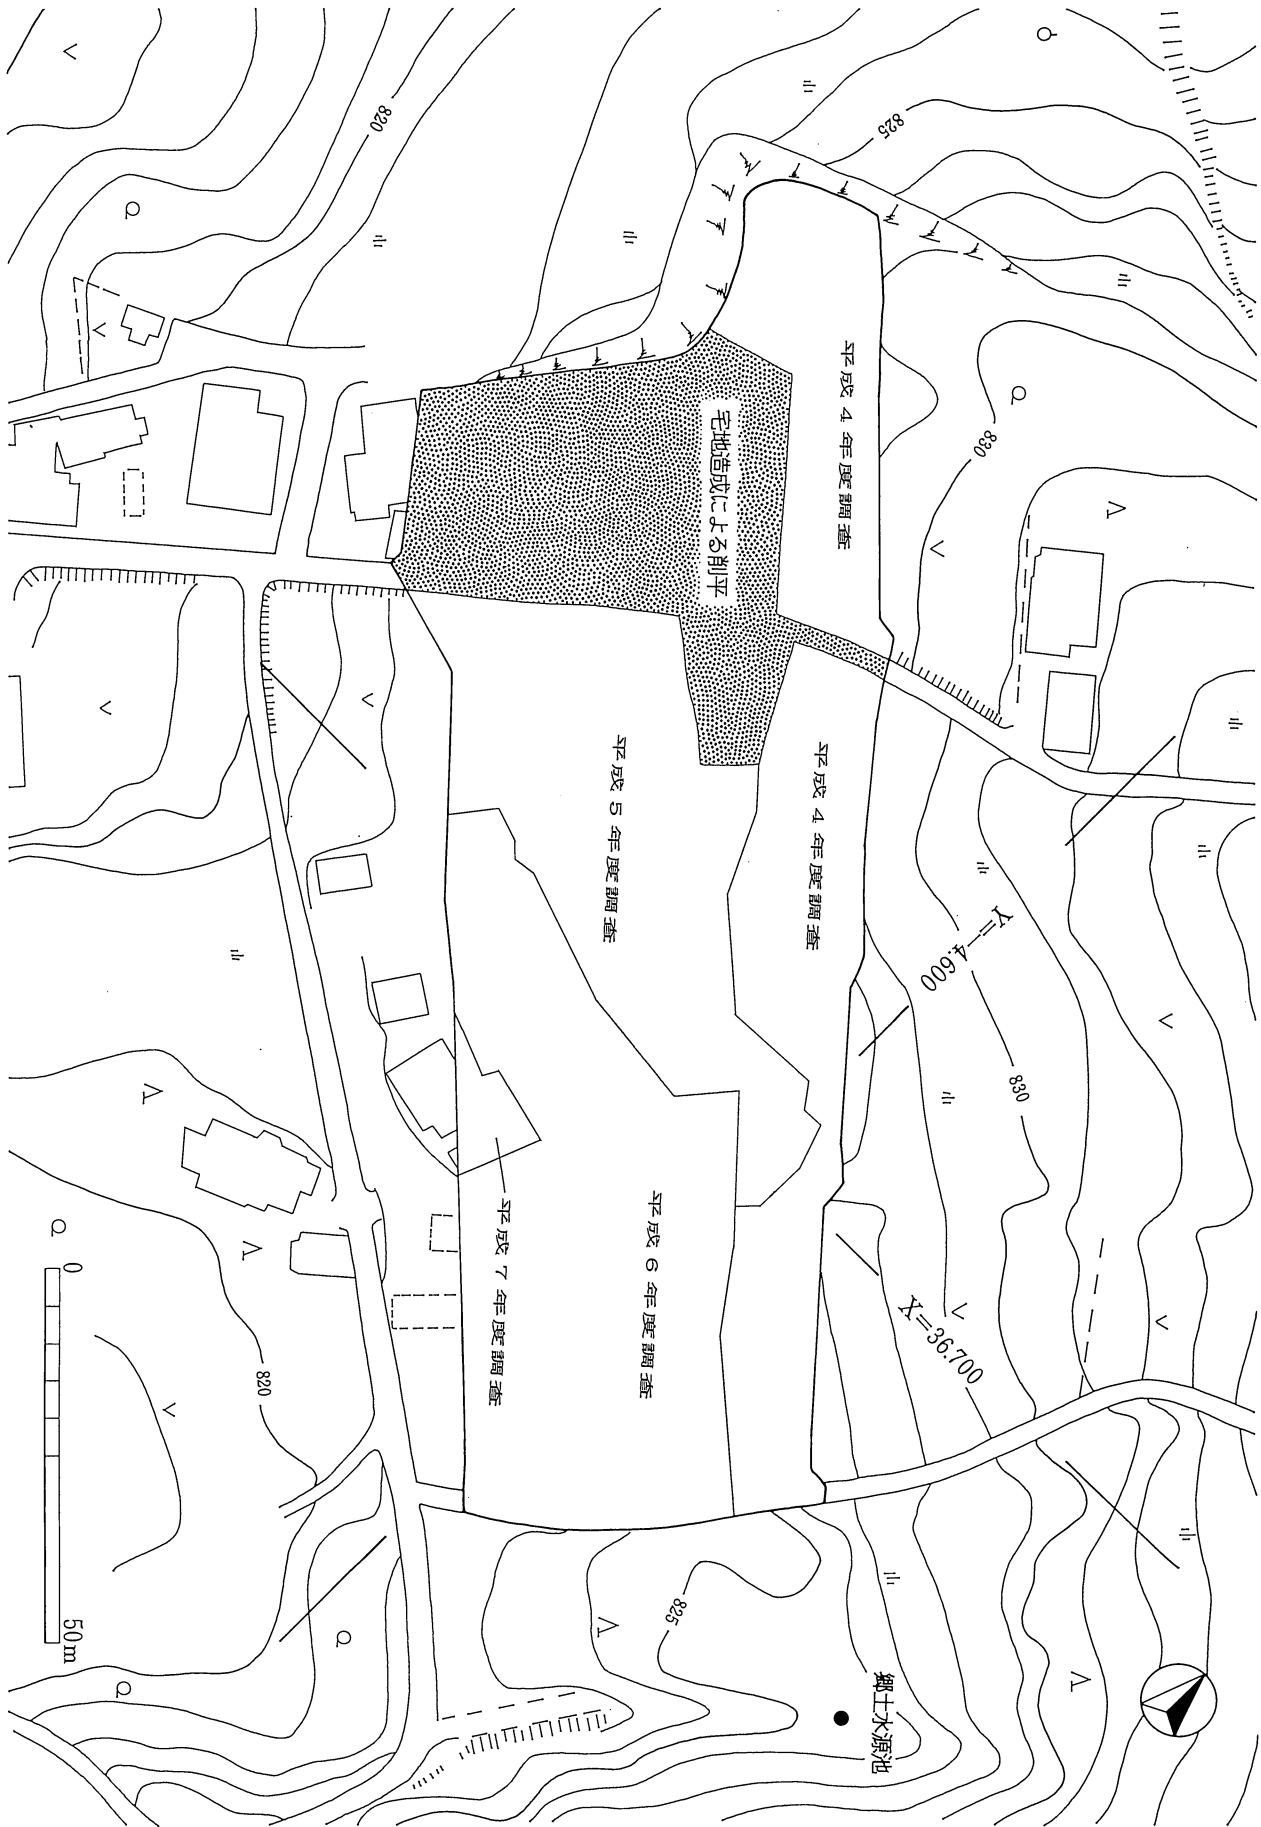 820
825
平成4年度調査
宅地造成による削平
830
平成5年度調査
平成4年度調査
Y=-4.600
830
平成7年度調査
平成6年度調査
X=36.700
820
825
郷土水源池
0
50m